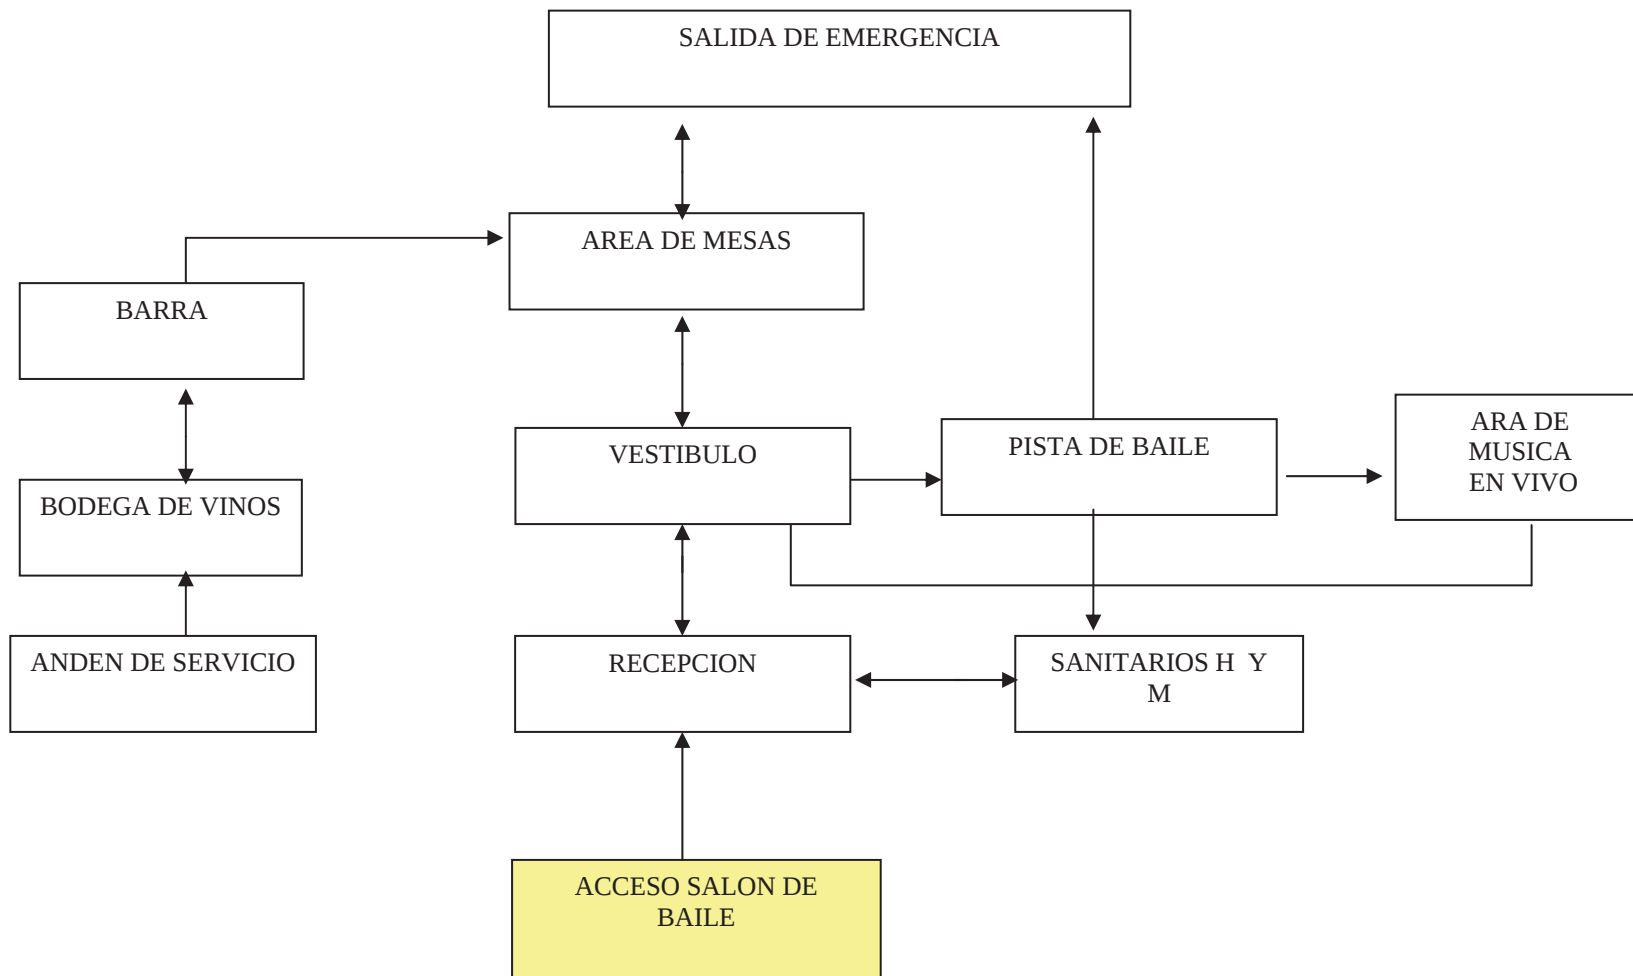 SALIDA DE EMERGENCIA
AREA DE MESAS
BARRA
VESTIBULO
PISTA DE BAILE
ARA DE
MUSICA
EN VIVO
BODEGA DE VINOS
ANDEN DE SERVICIO
RECEPCION
SANITARIOS H  Y
M
ACCESO SALON DE
BAILE